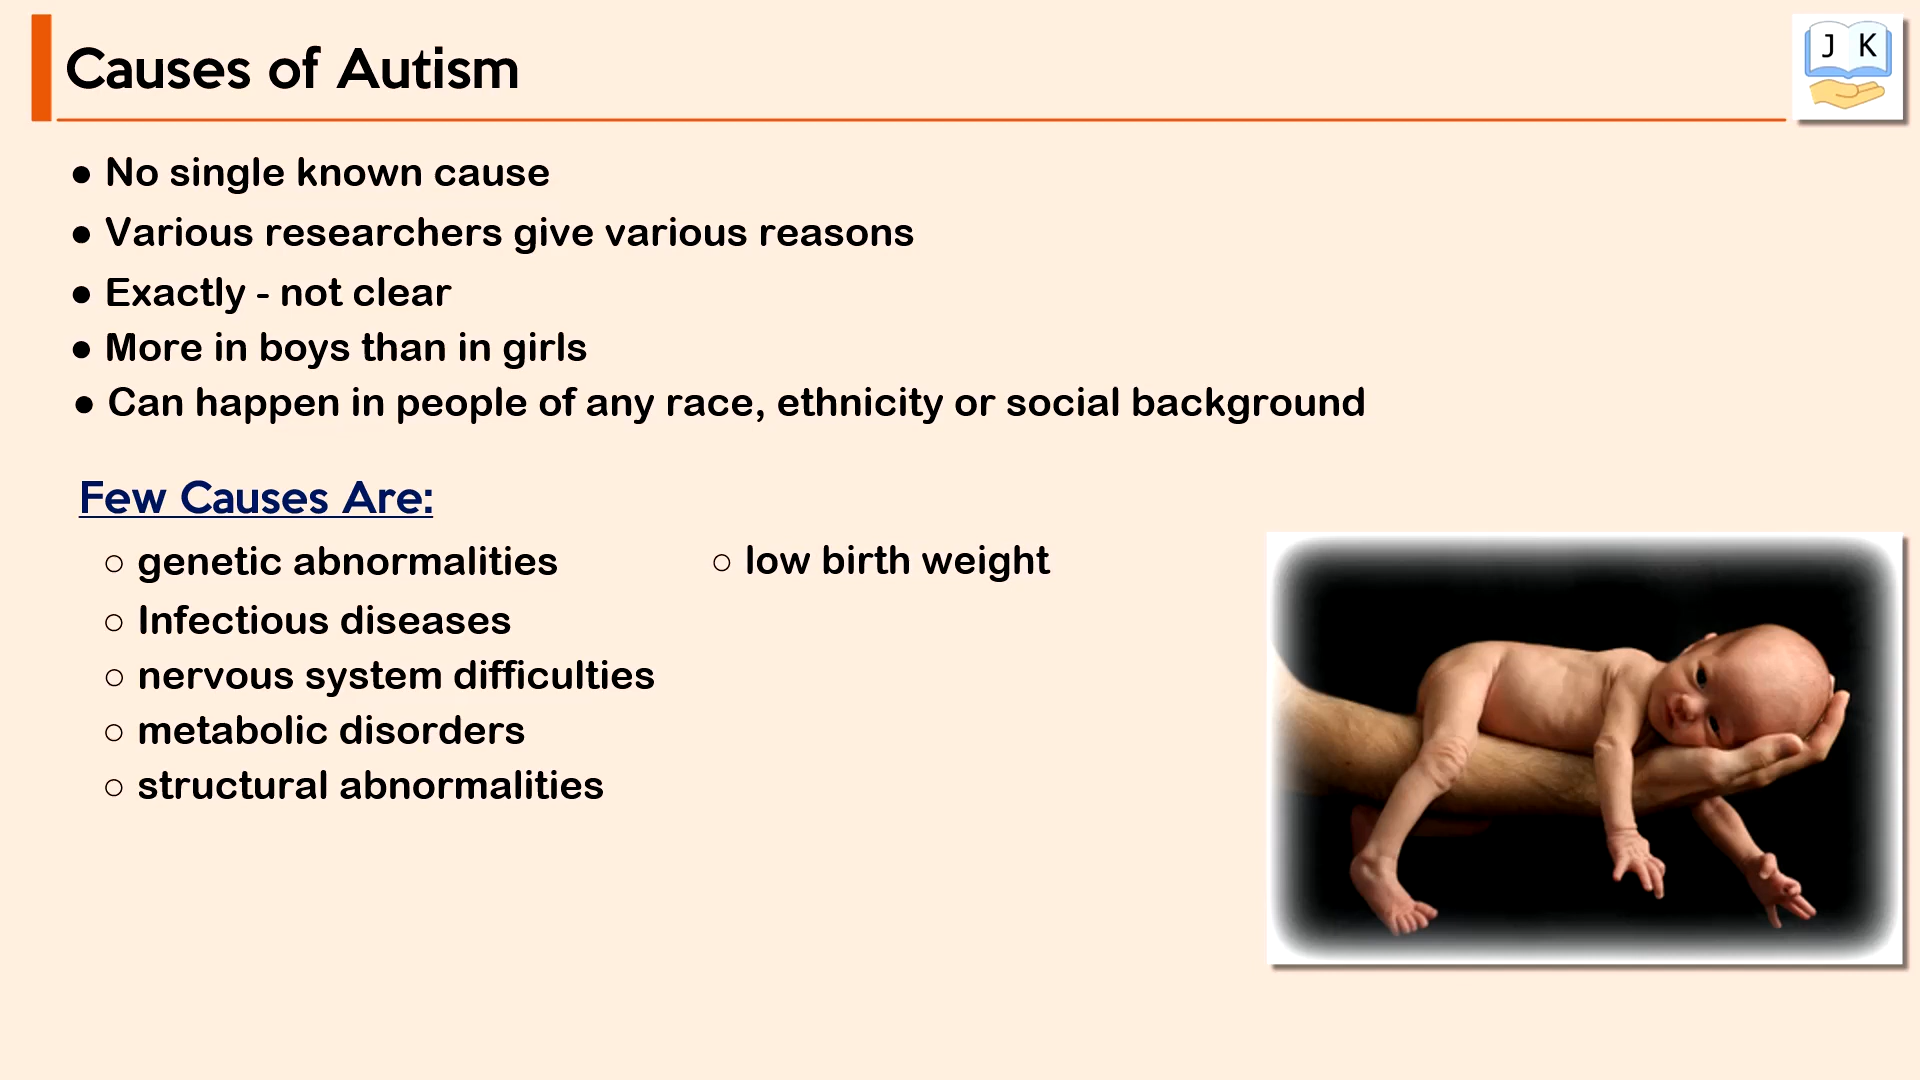 Causes of Autism
J K
● No single known cause
● Various researchers give various reasons
● Exactly - not clear
● More in boys than in girls
● Can happen in people of any race, ethnicity or social background
Few Causes Are:
○ genetic abnormalities
○ Infectious diseases
○ nervous system difficulties
○ metabolic disorders
○ structural abnormalities
○ low birth weight